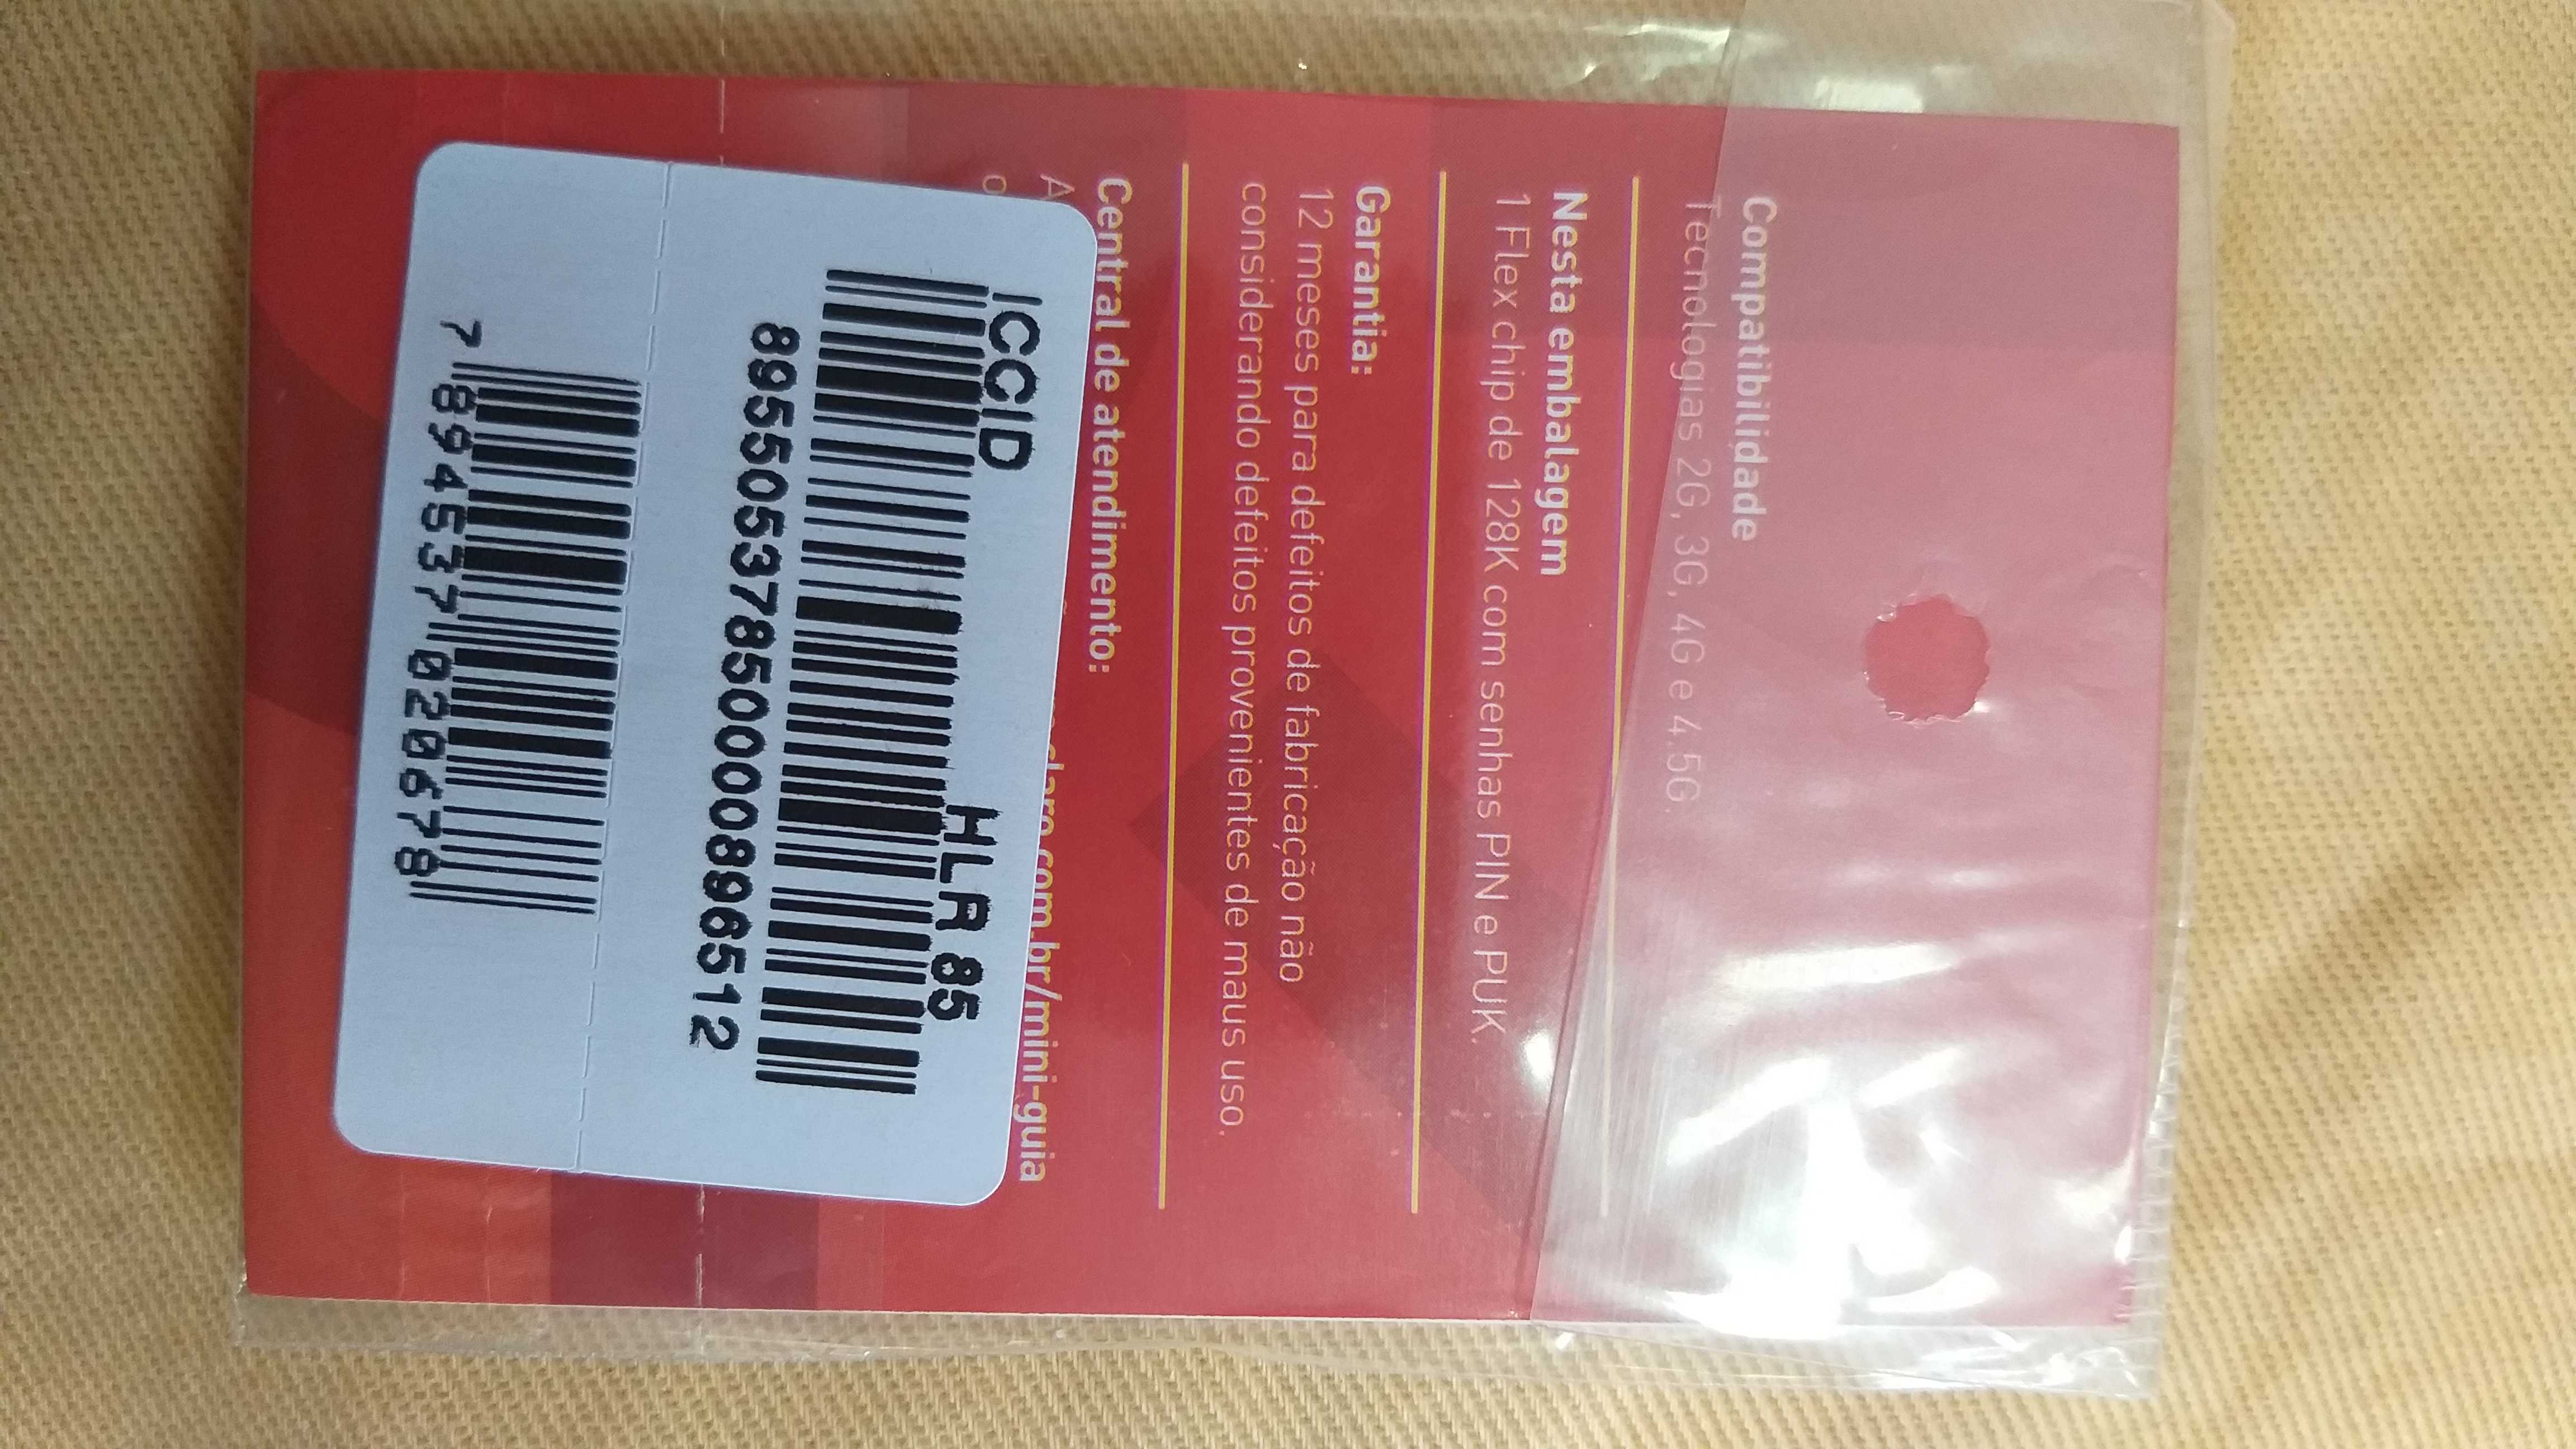 Compatibilidade
Tecnologias 2G, 3G, 4G e 4.5G.
Nesta embalagem
1 Flex chip de 128K com senhas PIN e PUK.
Garantia:
12 meses para defeitos de fabricação não
considerando defeitos provenientes de maus uso.
Central de atendimento:
claro.com.br/mini-guia
ICCID HLR 85
89550537850000896512
7 894537 020678